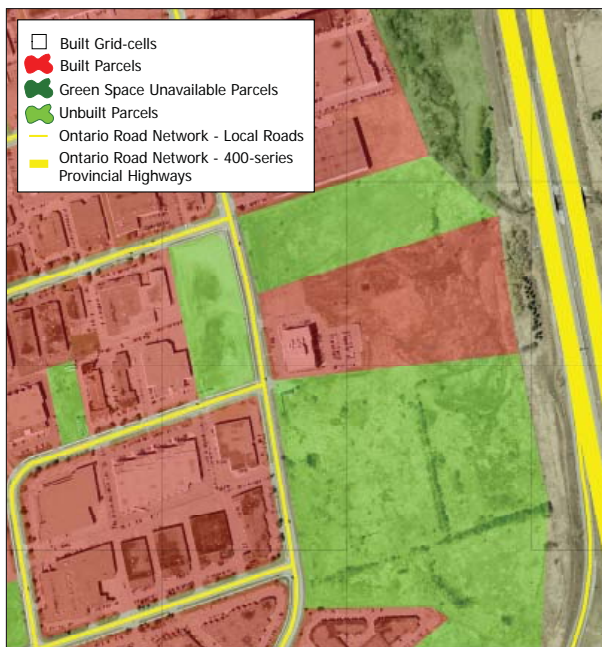 Built Grid-cells
Built Parcels
Green Space Unavailable Parcels
Unbuilt Parcels
Ontario Road Network - Local Roads
Ontario Road Network - 400-series
Provincial Highways